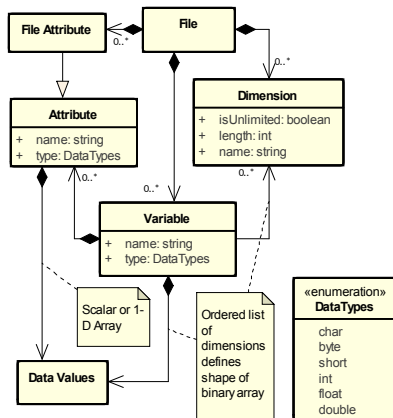 File Attribute
File
0..*
0..*
Attribute
+ name: string
+ type: DataTypes
Dimension
+ isUnlimited: boolean
+ length: int
+ name: string
0..*
0..*
0..*
Variable
+ name: string
+ type: DataTypes
Scalar or 1-
D Array
Ordered list
of
dimensions
defines
shape of
binary array
«enumeration»
DataTypes
char
byte
short
int
float
double
Data Values